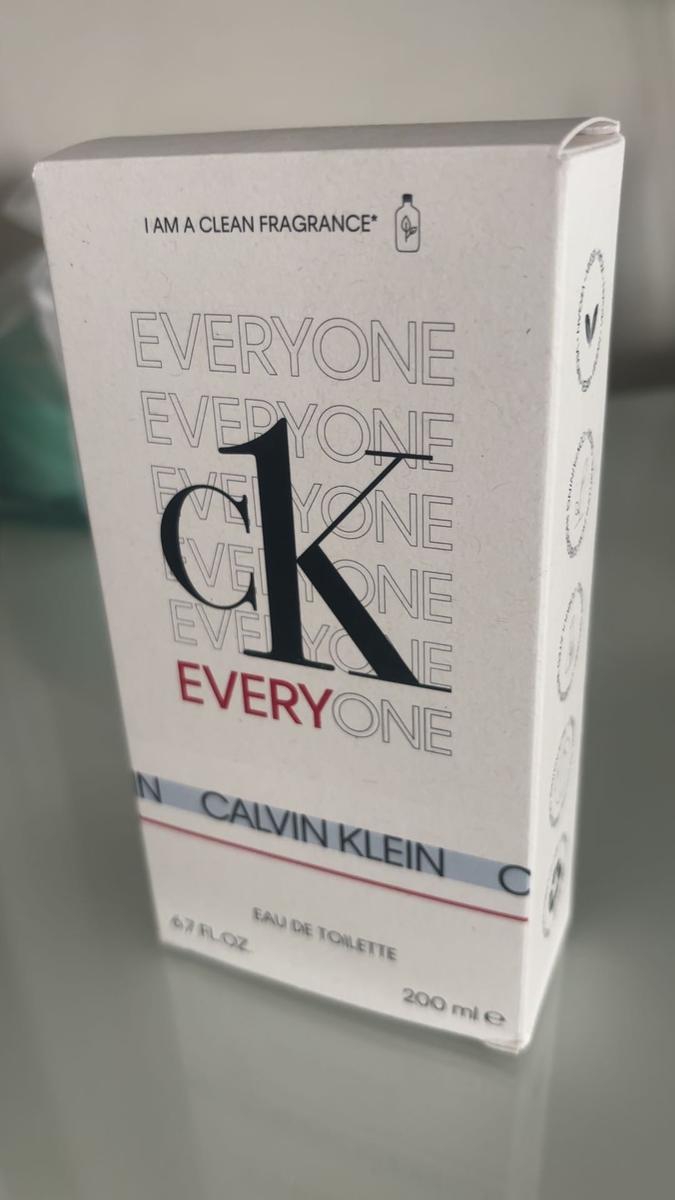 I AM A CLEAN FRAGRANCE*
EVERYONE
EVERYONE
EVERYONE
EVERYONE
EVERYONE
EVERYONE
ck
N CALVIN KLEIN C
EAU DE TOILETTE
6.7 FL.OZ.
200 ml ℮